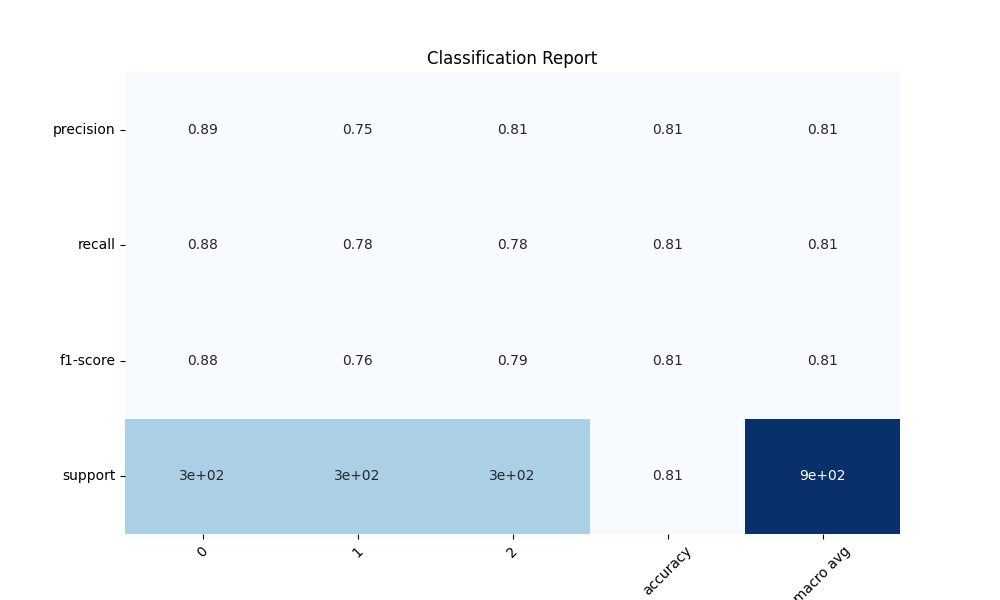 Classification Report
precision 0.89 0.75 0.81 0.81 0.81
recall 0.88 0.78 0.78 0.81 0.81
f1-score 0.88 0.76 0.79 0.81 0.81
support 3e+02 3e+02 3e+02 0.81 9e+02
0 1 2 accuracy macro avg